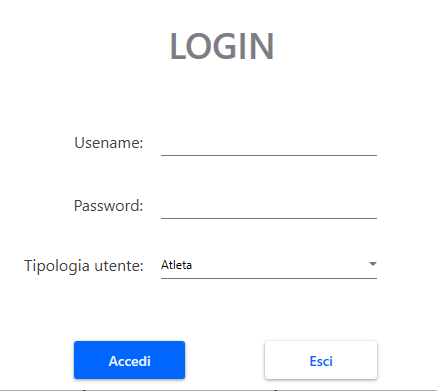 LOGIN
Usename:
Password:
Tipologia utente: Atleta
Accedi Esci